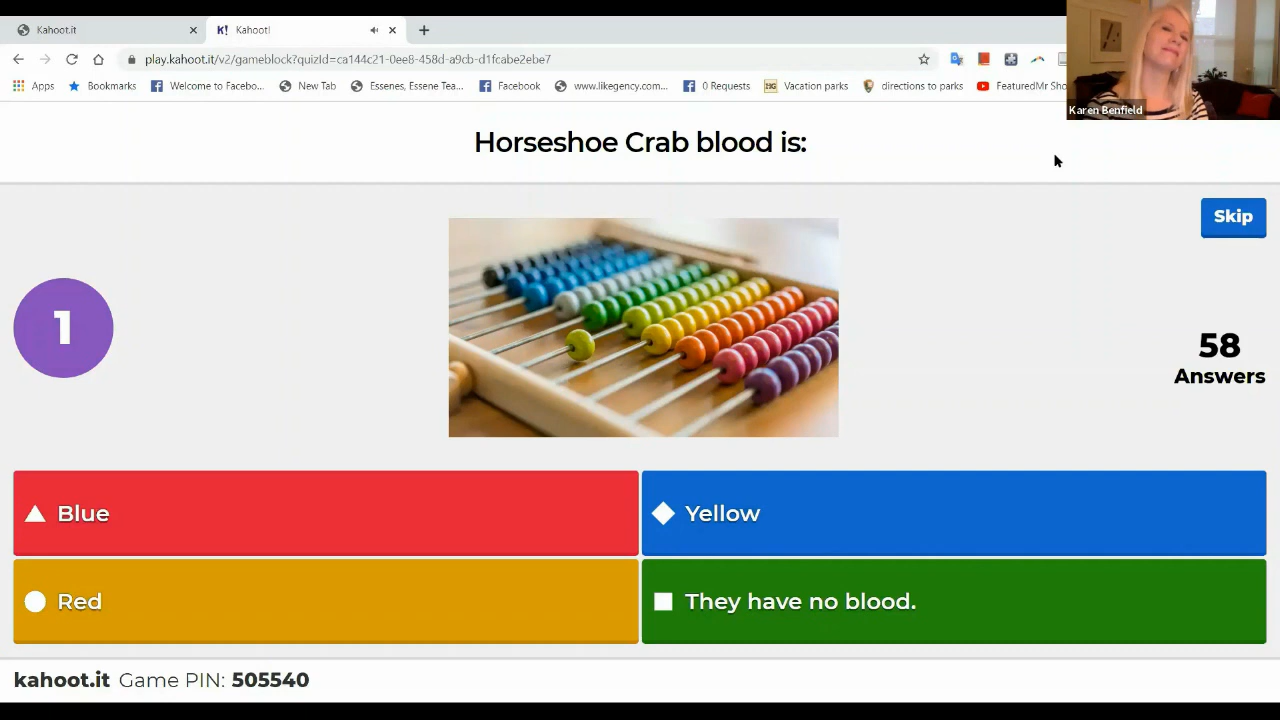 Kahoot.it
K! Kahoot!
play.kahoot.it/v2/gameblock?quizId=ca144c21-0ee8-458d-a9cb-d1fcabe2ebe7
Apps Bookmarks Welcome to Facebo... New Tab Essenes, Essene Tea... Facebook www.likegency.com... 0 Requests HG Vacation parks directions to parks FeaturedMr Sho
Karen Benfield
Horseshoe Crab blood is:
Skip
1
58
Answers
Blue
Yellow
Red
They have no blood.
kahoot.it Game PIN: 505540